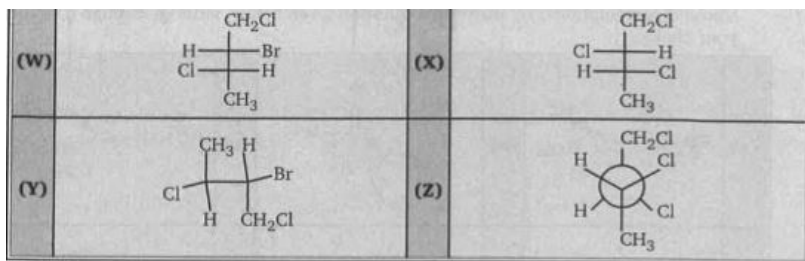 (W)
CH₂Cl
H Br
Cl H
CH₃
(X)
CH₂Cl
Cl H
H Cl
CH₃
(Y)
CH₃ H
Br
Cl
H CH₂Cl
(Z)
CH₂Cl
H Cl
H Cl
CH₃